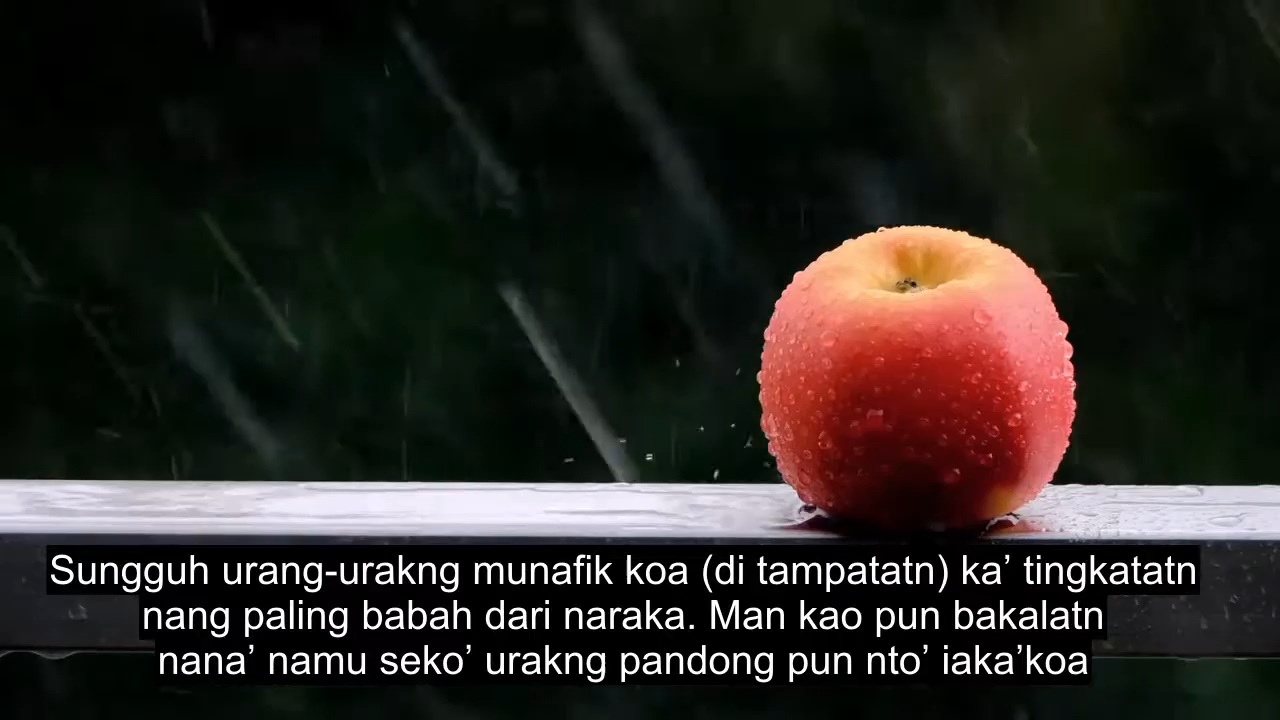 Sungguh urang-urakng munafik koa (di tampatatn) ka’ tingkatatn
nang paling babah dari naraka. Man kao pun bakalatn
nana’ namu seko’ urakng pandong pun nto’ iaka’koa